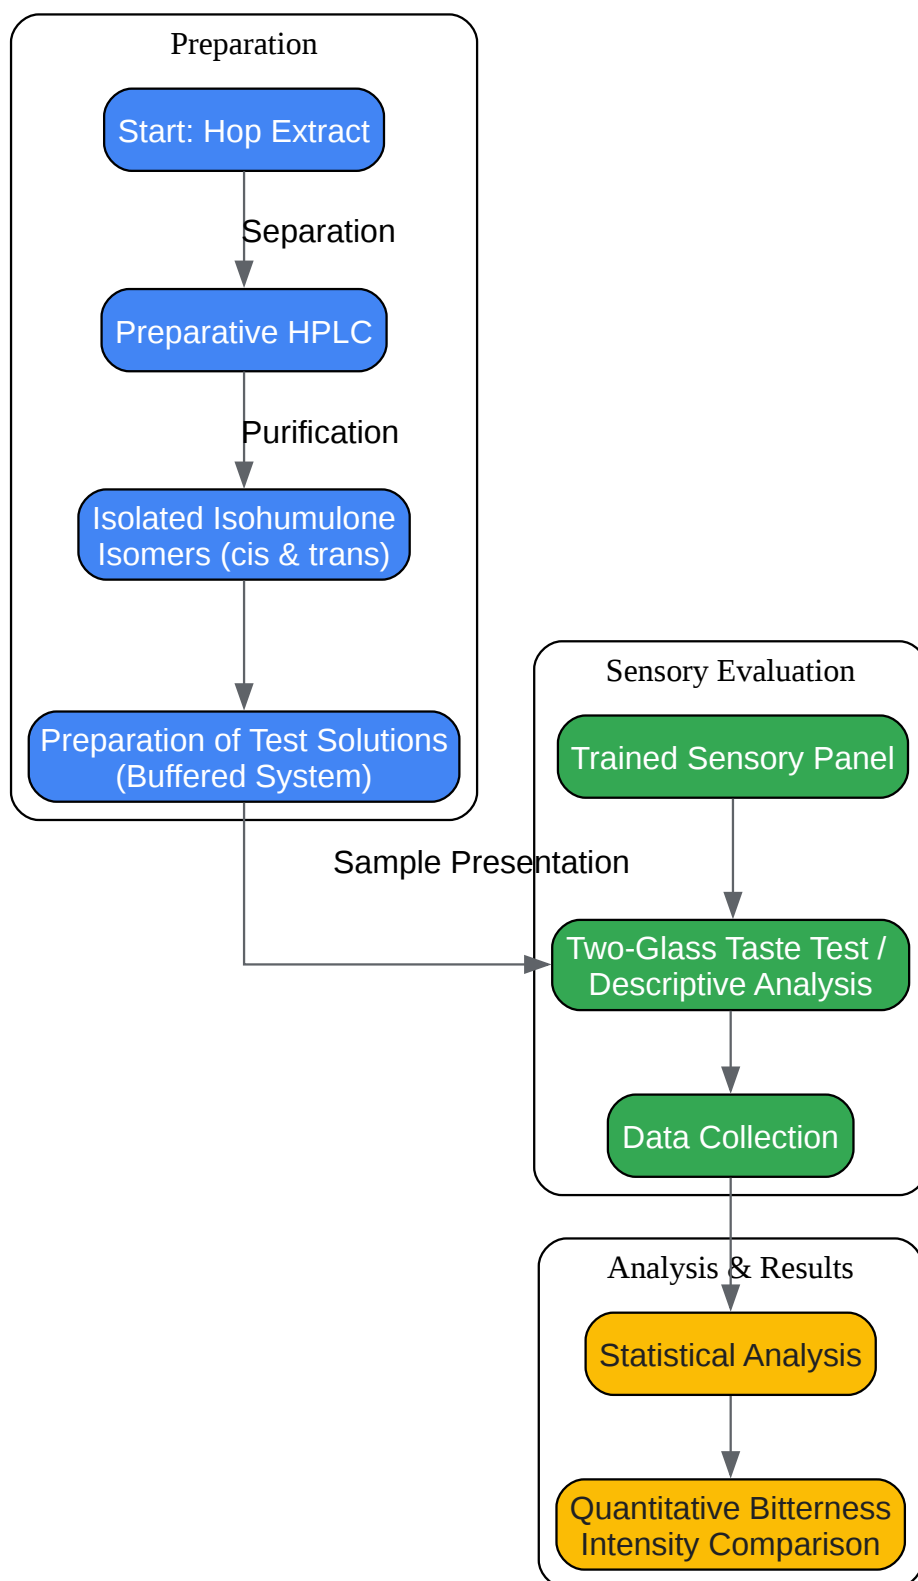 Preparation
Start: Hop Extract
Separation
Preparative HPLC
Purification
Isolated Isohumulone
Isomers (cis & trans)
Preparation of Test Solutions
(Buffered System)
Sample Presentation
Sensory Evaluation
Trained Sensory Panel
Two-Glass Taste Test /
Descriptive Analysis
Data Collection
Analysis & Results
Statistical Analysis
Quantitative Bitterness
Intensity Comparison